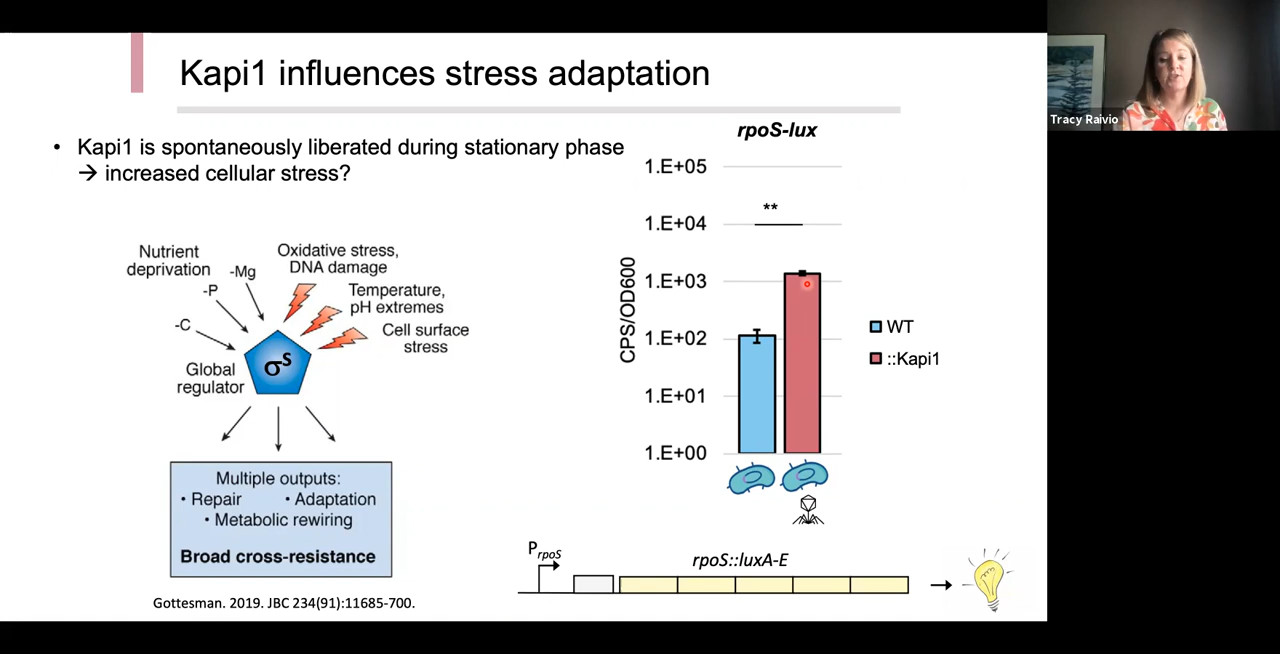 Kapi1 influences stress adaptation
Tracy Raivio
• Kapi1 is spontaneously liberated during stationary phase
→ increased cellular stress?
Nutrient
deprivation
-Mg
-P
-C
Oxidative stress,
DNA damage
Temperature,
pH extremes
Cell surface
stress
σS
Global
regulator
Multiple outputs:
• Repair • Adaptation
• Metabolic rewiring
Broad cross-resistance
Gottesman. 2019. JBC 234(91):11685-700.
rpoS-lux
CPS/OD600
1.E+05
1.E+04
1.E+03
1.E+02
1.E+01
1.E+00
**
WT
::Kapi1
PrpoS
rpoS::luxA-E